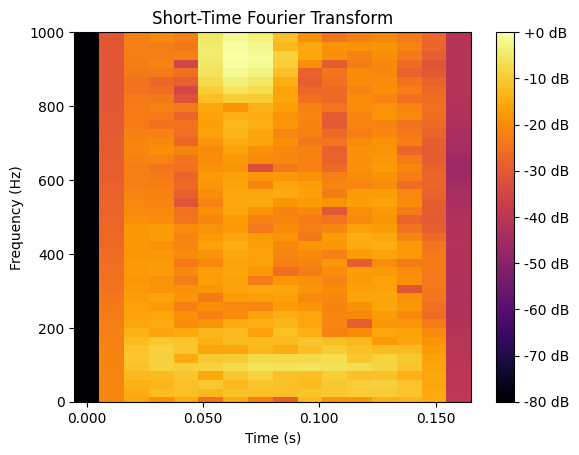 Short-Time Fourier Transform
Frequency (Hz)
1000
800
600
400
200
0
0.000
0.050
0.100
0.150
Time (s)
+0 dB
-10 dB
-20 dB
-30 dB
-40 dB
-50 dB
-60 dB
-70 dB
-80 dB